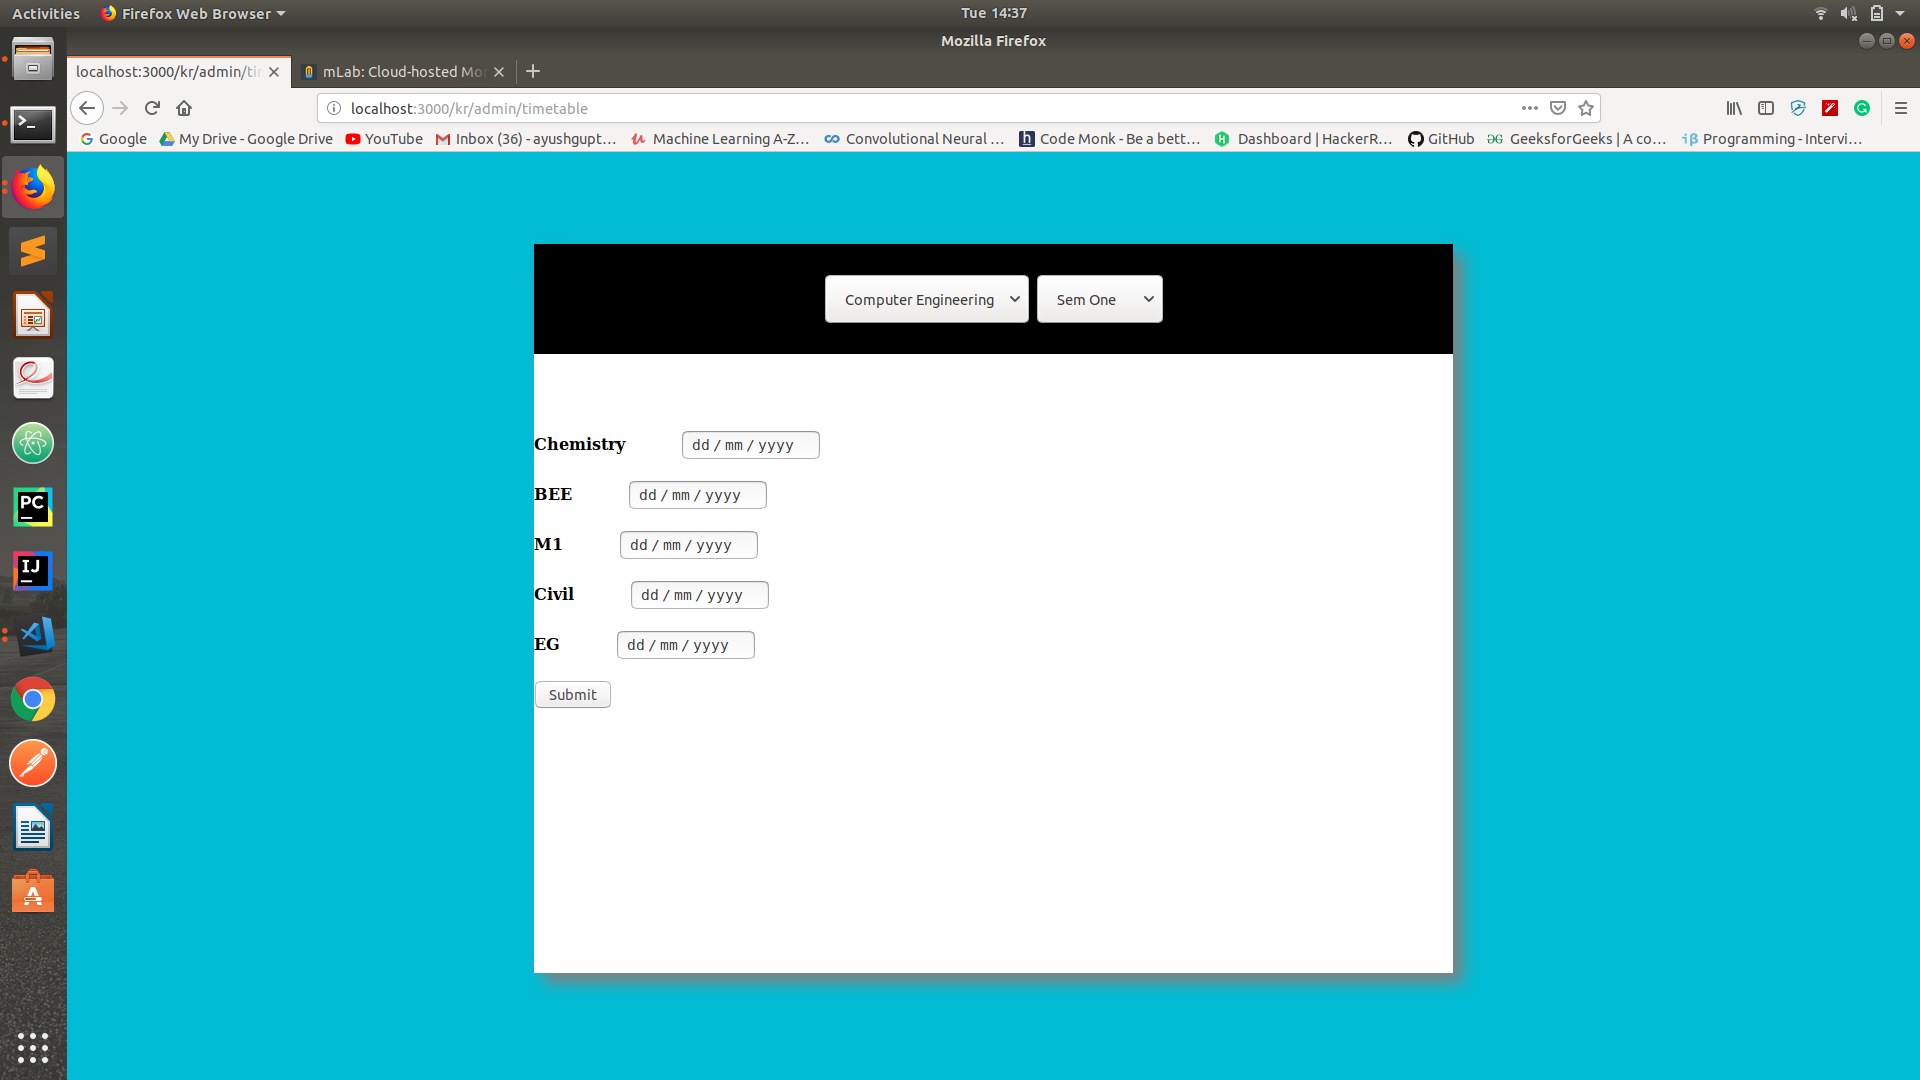 Activities Firefox Web Browser Tue 14:37
Mozilla Firefox
localhost:3000/kr/admin/ti mLab: Cloud-hosted Mo
localhost:3000/kr/admin/timetable
Google My Drive - Google Drive YouTube Inbox (36) - ayushgupt… Machine Learning A-Z… Convolutional Neural … Code Monk - Be a bett… Dashboard | HackerR… GitHub GeeksforGeeks | A co… Programming - Intervi…
Computer Engineering Sem One
Chemistry dd / mm / yyyy
BEE dd / mm / yyyy
M1 dd / mm / yyyy
Civil dd / mm / yyyy
EG dd / mm / yyyy
Submit
PC
IJ